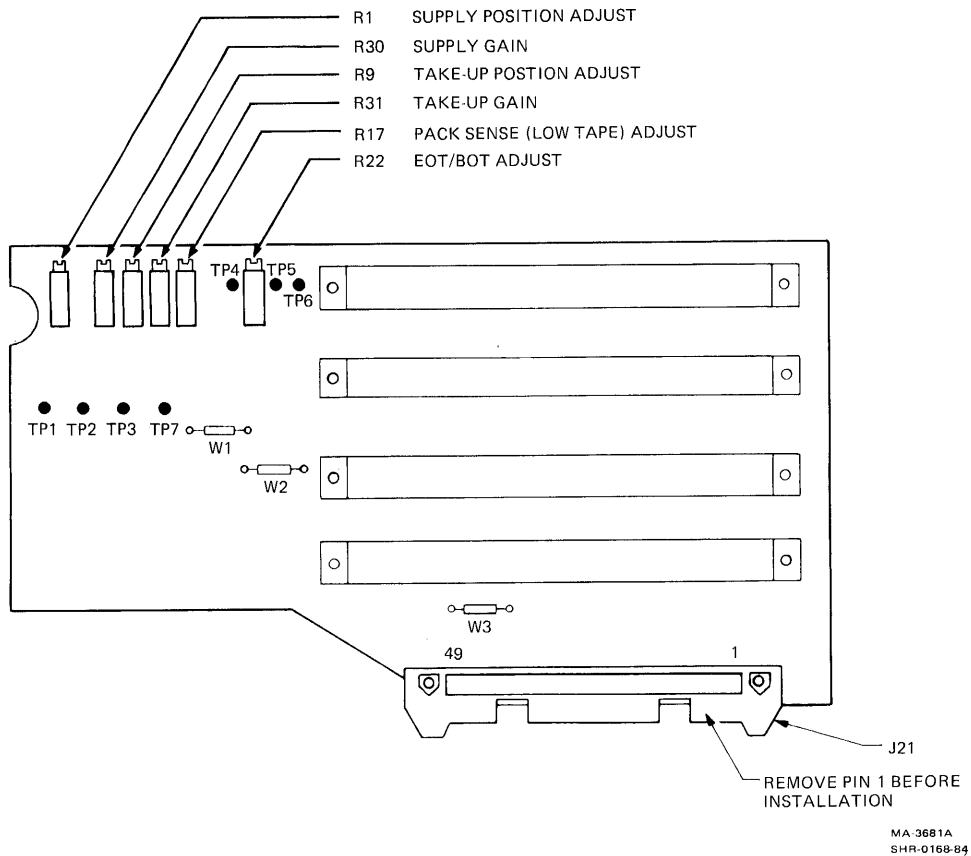 R1 SUPPLY POSITION ADJUST
R30 SUPPLY GAIN
R9 TAKE-UP POSTION ADJUST
R31 TAKE-UP GAIN
R17 PACK SENSE (LOW TAPE) ADJUST
R22 EOT/BOT ADJUST
TP4 TP5
TP6
TP1 TP2 TP3 TP7
W1
W2
W3
49 1
J21
REMOVE PIN 1 BEFORE
INSTALLATION
MA-3681A
SHR-0168-84